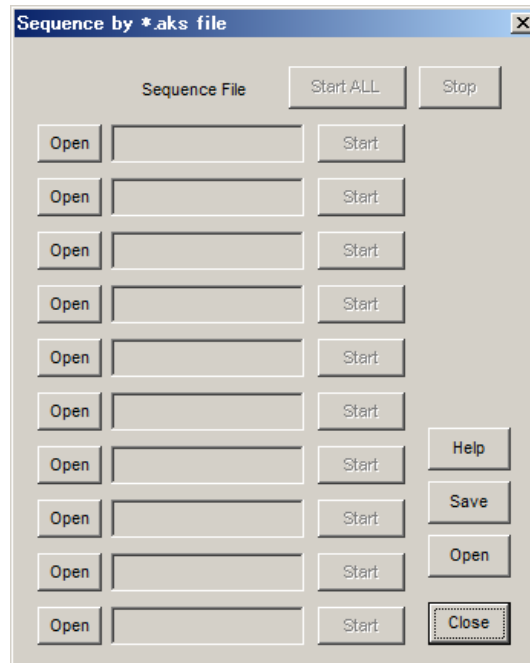 Sequence by *.aks file
Sequence File Start ALL Stop
Open Start
Open Start
Open Start
Open Start
Open Start
Open Start
Open Start Help
Open Start Save
Open Start Open
Open Start Close